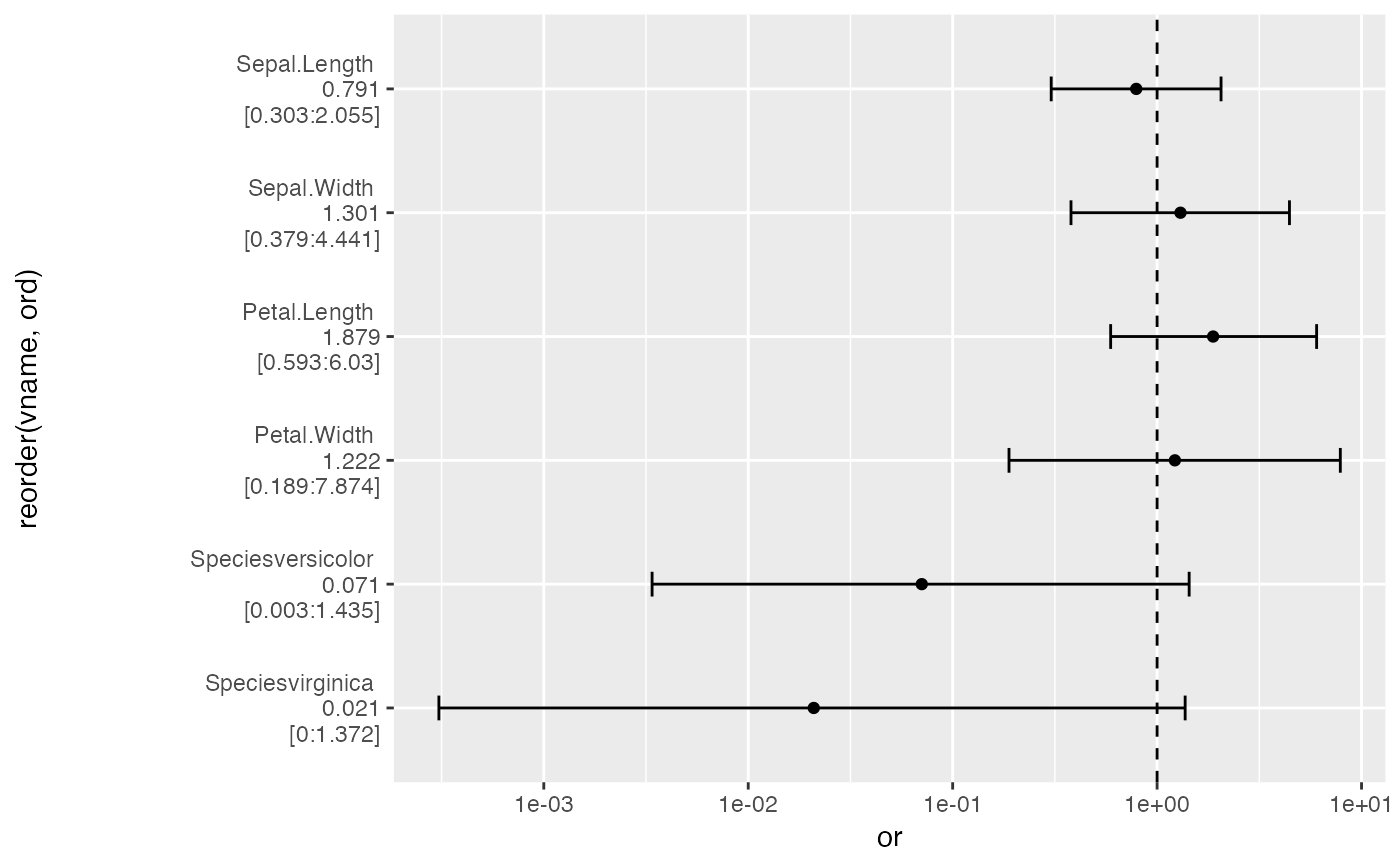 Sepal.Length
0.791
[0.303:2.055]
Sepal.Width
1.301
[0.379:4.441]
Petal.Length
1.879
[0.593:6.03]
Petal.Width
1.222
[0.189:7.874]
Speciesversicolor
0.071
[0.003:1.435]
Speciesvirginica
0.021
[0:1.372]
reorder(vname, ord)
1e-03 1e-02 1e-01 1e+00 1e+01
or